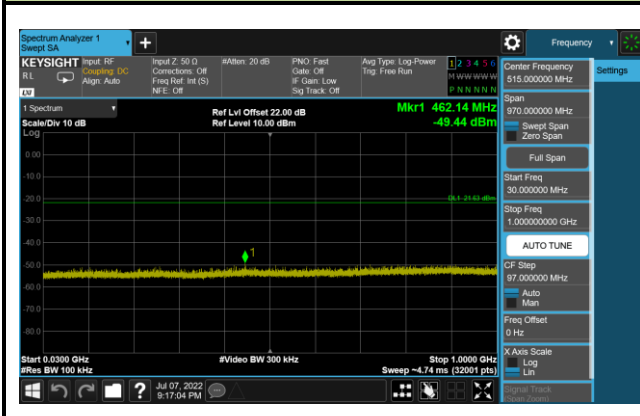 Spectrum Analyzer 1
Swept SA
+
Frequency
KEYSIGHT
RL
LXI
Input: RF
Coupling: DC
Align: Auto
Input Z: 50 Ω
Corrections: Off
Freq Ref: Int (S)
NFE: Off
#Atten: 20 dB
PNO: Fast
Gate: Off
IF Gain: Low
Sig Track: Off
Avg Type: Log-Power
Trig: Free Run
1 2 3 4 5 6
M W W W W W
P N N N N N
1 Spectrum
Scale/Div 10 dB
Log
Ref Lvl Offset 22.00 dB
Ref Level 10.00 dBm
Mkr1 462.14 MHz
-49.44 dBm
0.00
-10.0
-20.0
DL1 -21.63 dBm
-30.0
-40.0
1
-50.0
-60.0
-70.0
-80.0
Start 0.0300 GHz
#Res BW 100 kHz
#Video BW 300 kHz
Stop 1.0000 GHz
Sweep ~4.74 ms (32001 pts)
Center Frequency
515.000000 MHz
Span
970.000000 MHz
Swept Span
Zero Span
Full Span
Start Freq
30.000000 MHz
Stop Freq
1.000000000 GHz
AUTO TUNE
CF Step
97.000000 MHz
Auto
Man
Freq Offset
0 Hz
X Axis Scale
Log
Lin
Signal Track
(Span Zoom)
Settings
?
Jul 07, 2022
9:17:04 PM